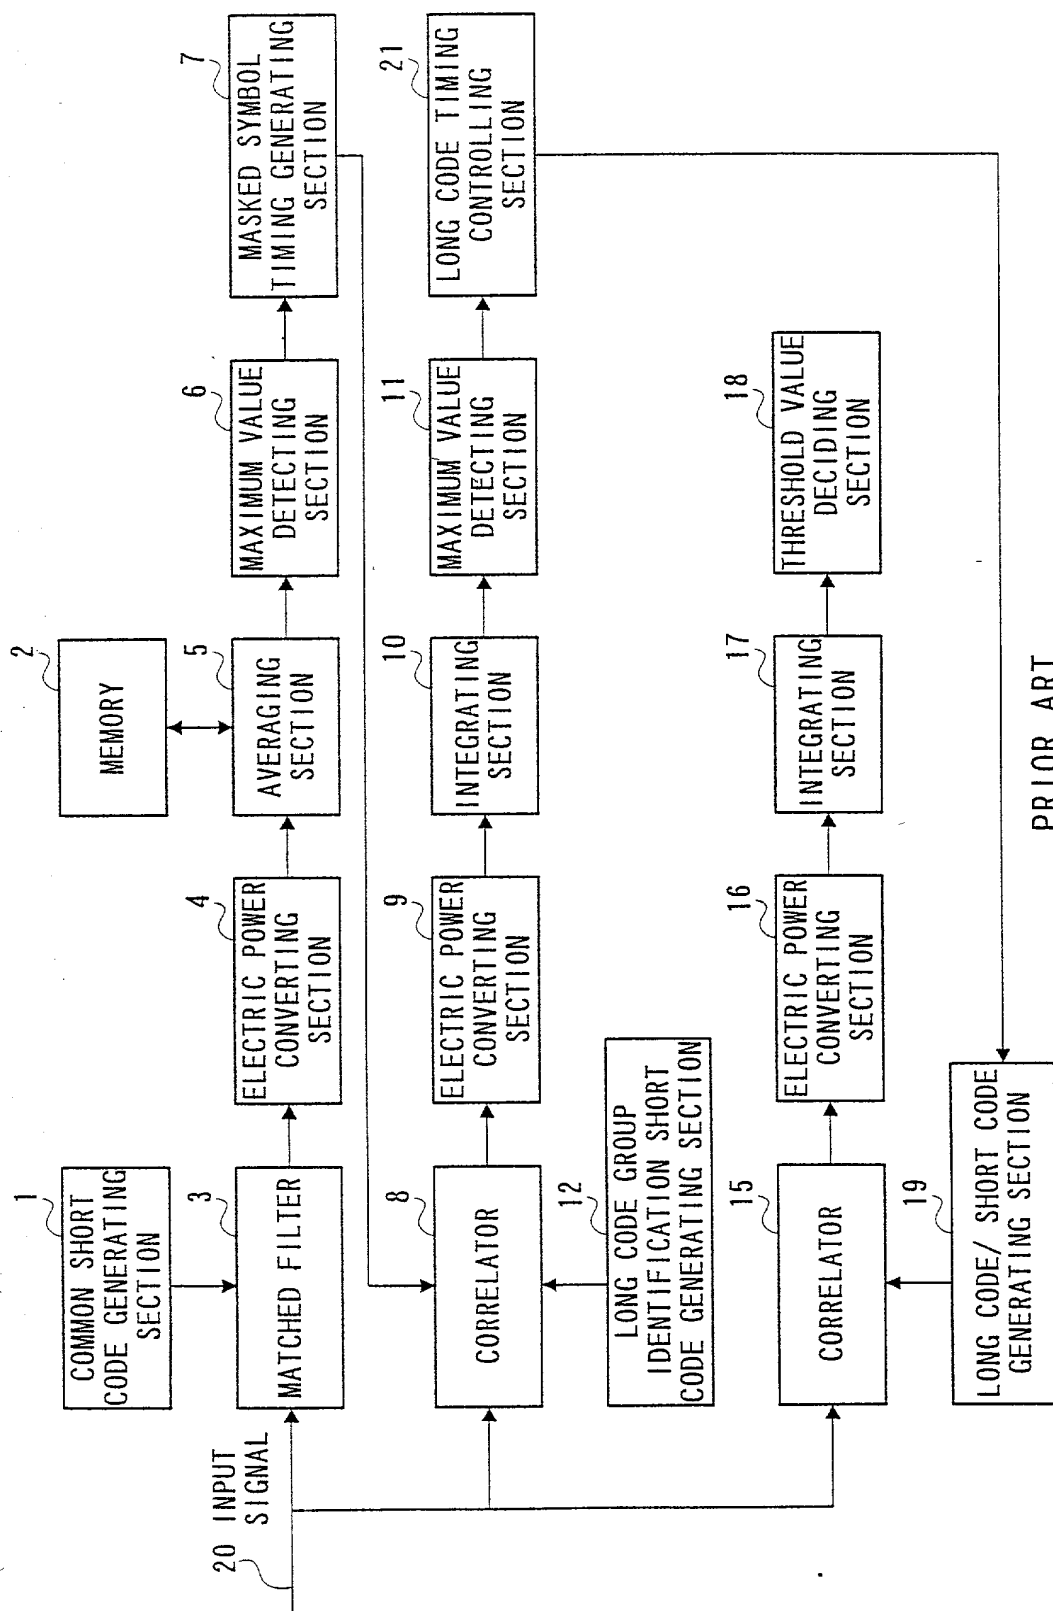 1
COMMON SHORT
CODE GENERATING
SECTION
2
MEMORY
20 INPUT
SIGNAL
3
MATCHED FILTER
4
ELECTRIC POWER
CONVERTING
SECTION
5
AVERAGING
SECTION
6
MAXIMUM VALUE
DETECTING
SECTION
7
MASKED SYMBOL
TIMING GENERATING
SECTION
8
CORRELATOR
9
ELECTRIC POWER
CONVERTING
SECTION
10
INTEGRATING
SECTION
11
MAXIMUM VALUE
DETECTING
SECTION
21
LONG CODE TIMING
CONTROLLING
SECTION
12
LONG CODE GROUP
IDENTIFICATION SHORT
CODE GENERATING SECTION
15
CORRELATOR
16
ELECTRIC POWER
CONVERTING
SECTION
17
INTEGRATING
SECTION
18
THRESHOLD VALUE
DECIDING
SECTION
19
LONG CODE/ SHORT CODE
GENERATING SECTION
PRIOR ART